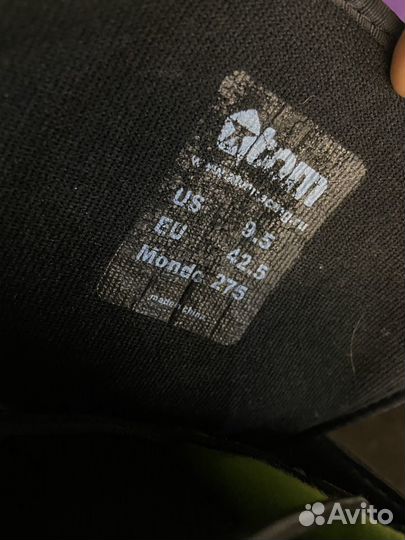 atom
US 9.5
EU 42.5
Mondo 275
made in china
Avito